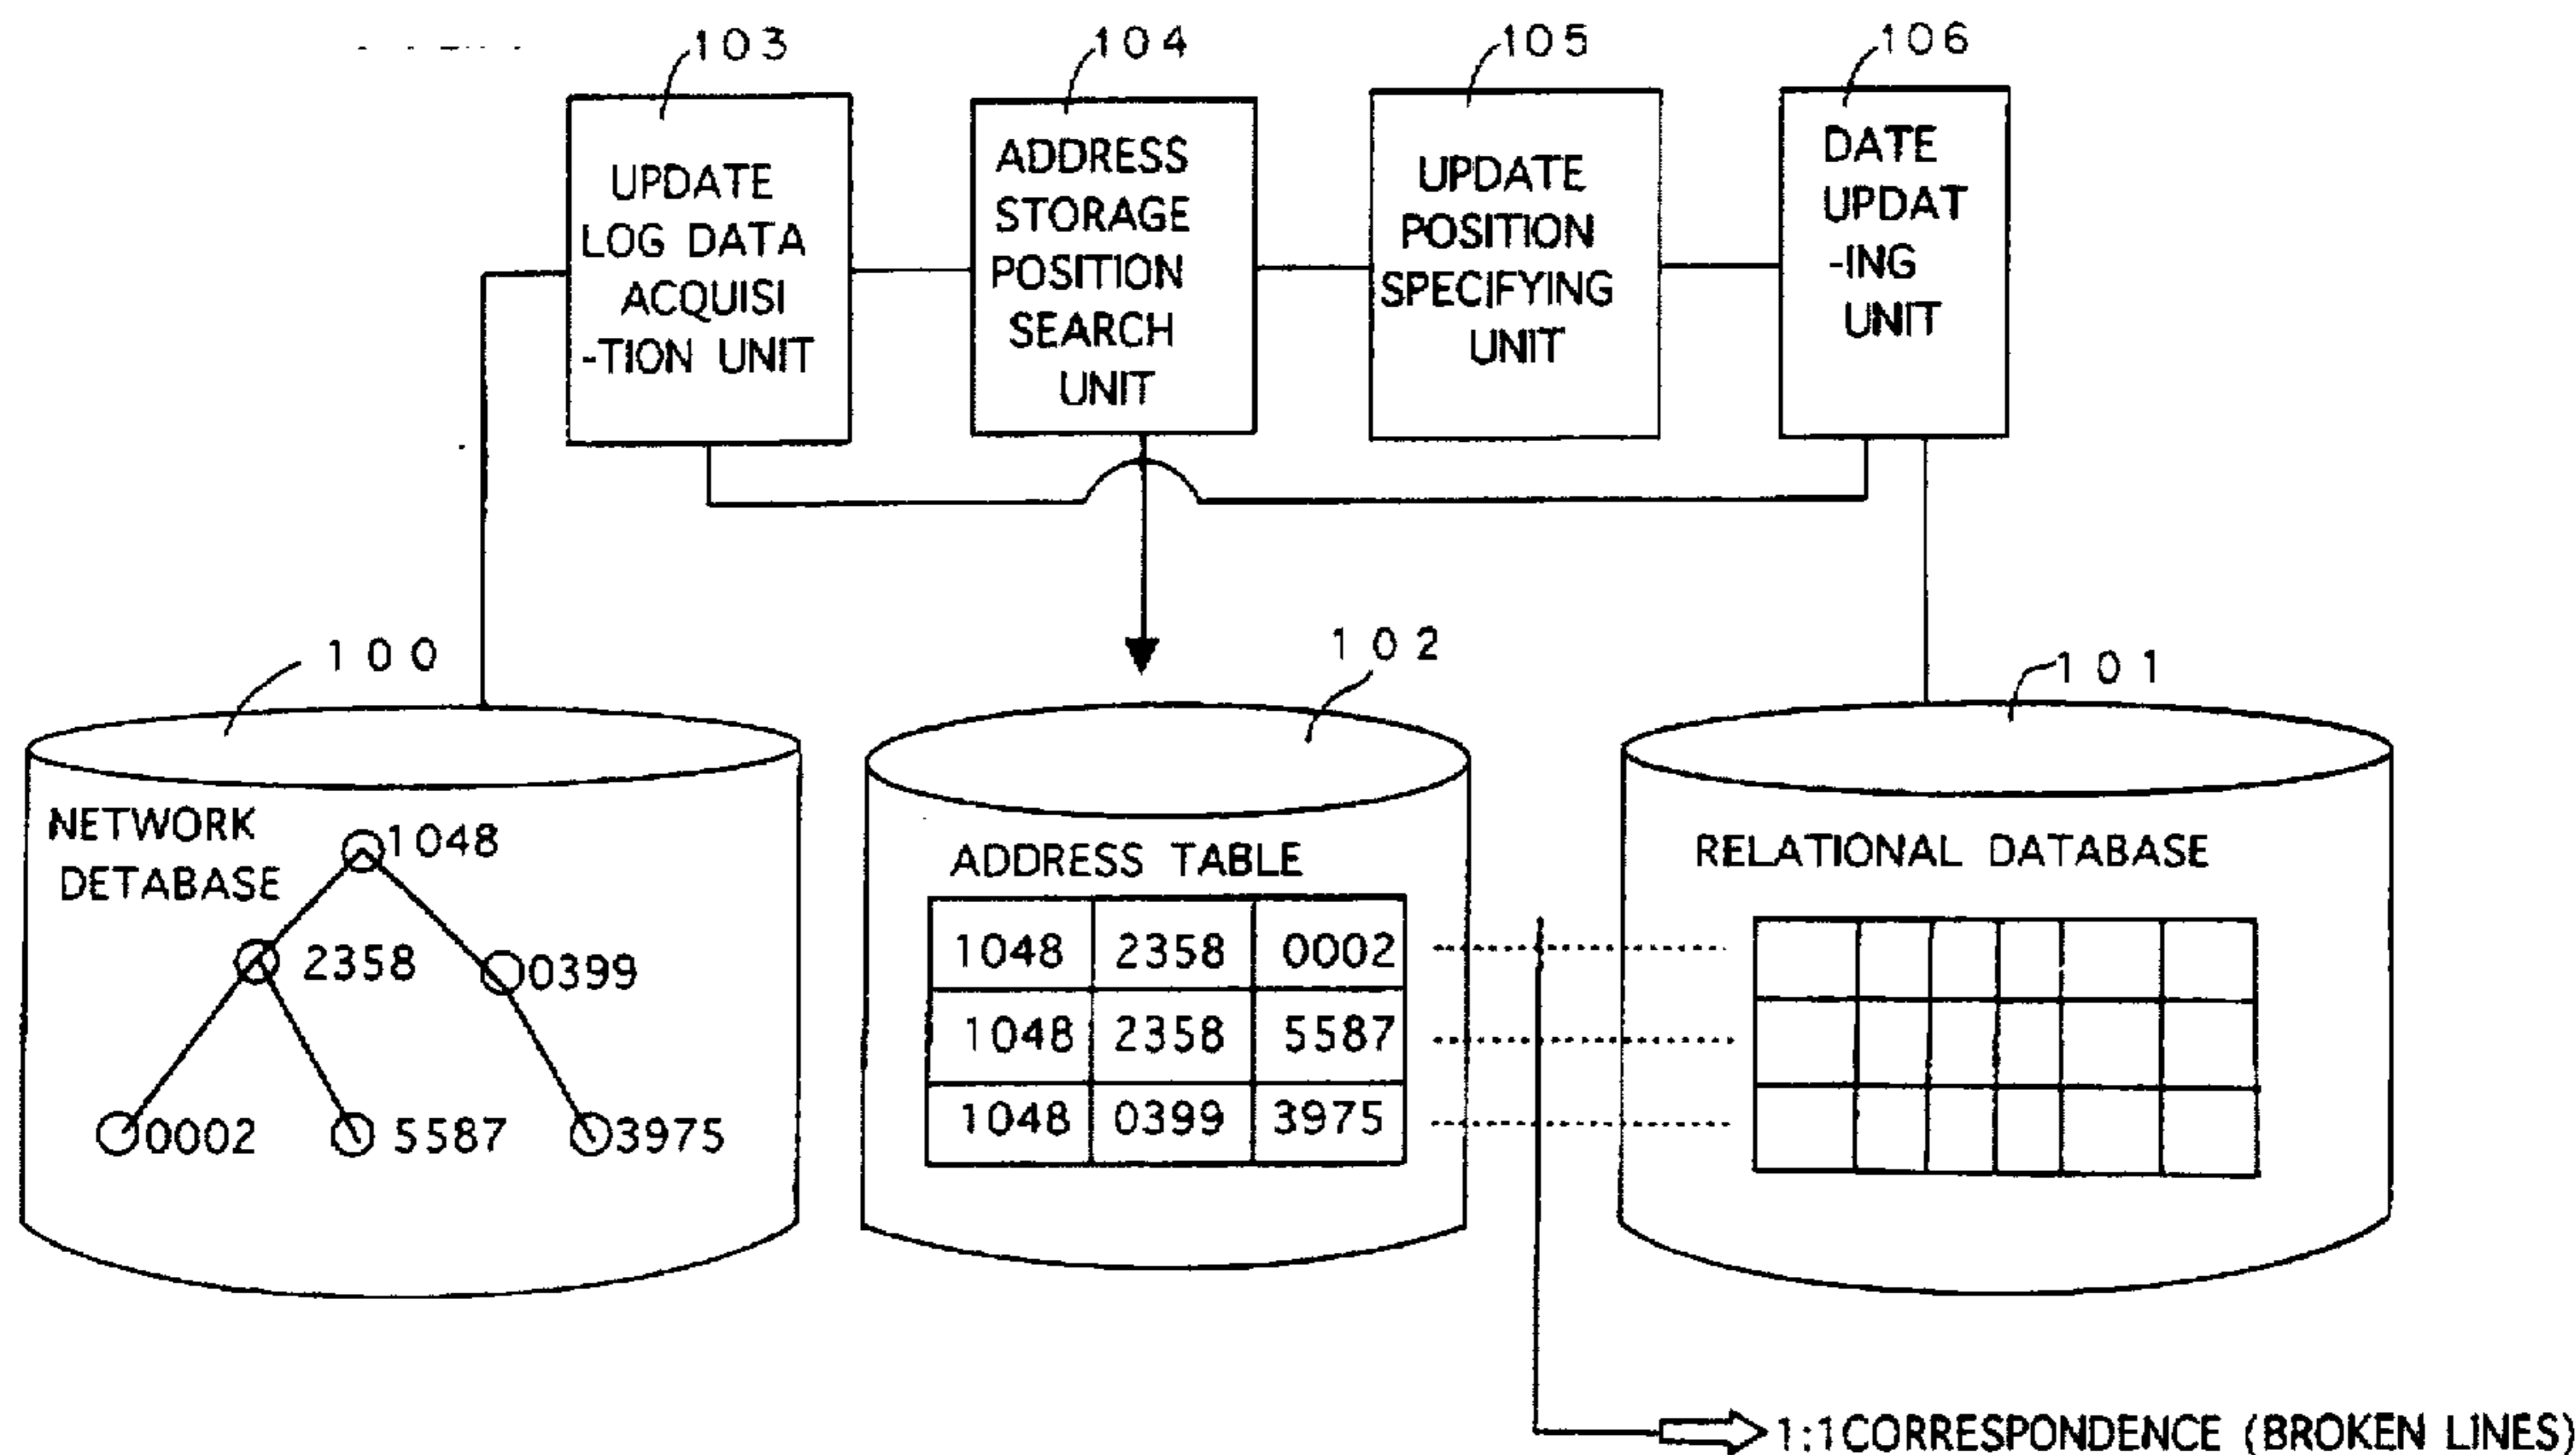 103
104
105
106
UPDATE
LOG DATA
ACQUISI
-TION UNIT
ADDRESS
STORAGE
POSITION
SEARCH
UNIT
UPDATE
POSITION
SPECIFYING
UNIT
DATE
UPDAT
-ING
UNIT
100
102
101
NETWORK
DETABASE
1048
2358
0399
0002
5587
3975
ADDRESS TABLE
1048 2358 0002
1048 2358 5587
1048 0399 3975
RELATIONAL DATABASE
1:1 CORRESPONDENCE (BROKEN LINES)